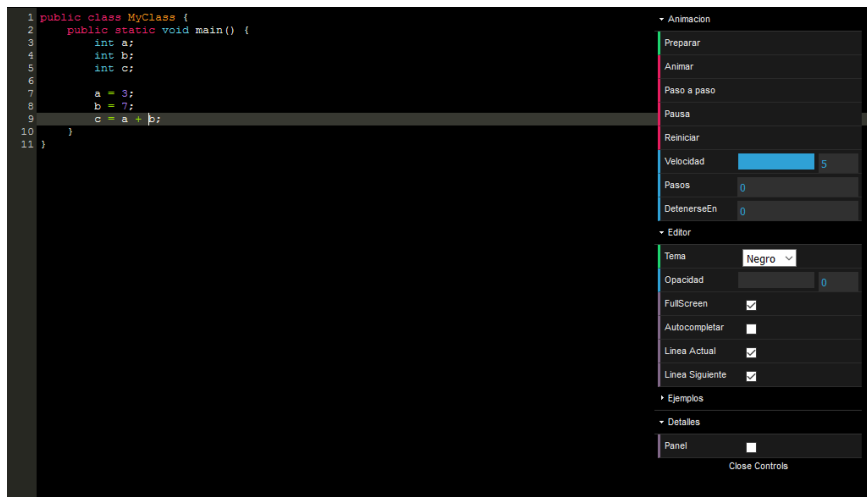 1 public class MyClass {
2 public static void main() {
3 int a;
4 int b;
5 int c;
6
7 a = 3;
8 b = 7;
9 c = a + b;
10 }
11 }
Animacion
Preparar
Animar
Paso a paso
Pausa
Reiniciar
Velocidad 5
Pasos 0
DetenerseEn 0
Editor
Tema Negro
Opacidad 0
FullScreen
Autocompletar
Linea Actual
Linea Siguiente
Ejemplos
Detalles
Panel
Close Controls